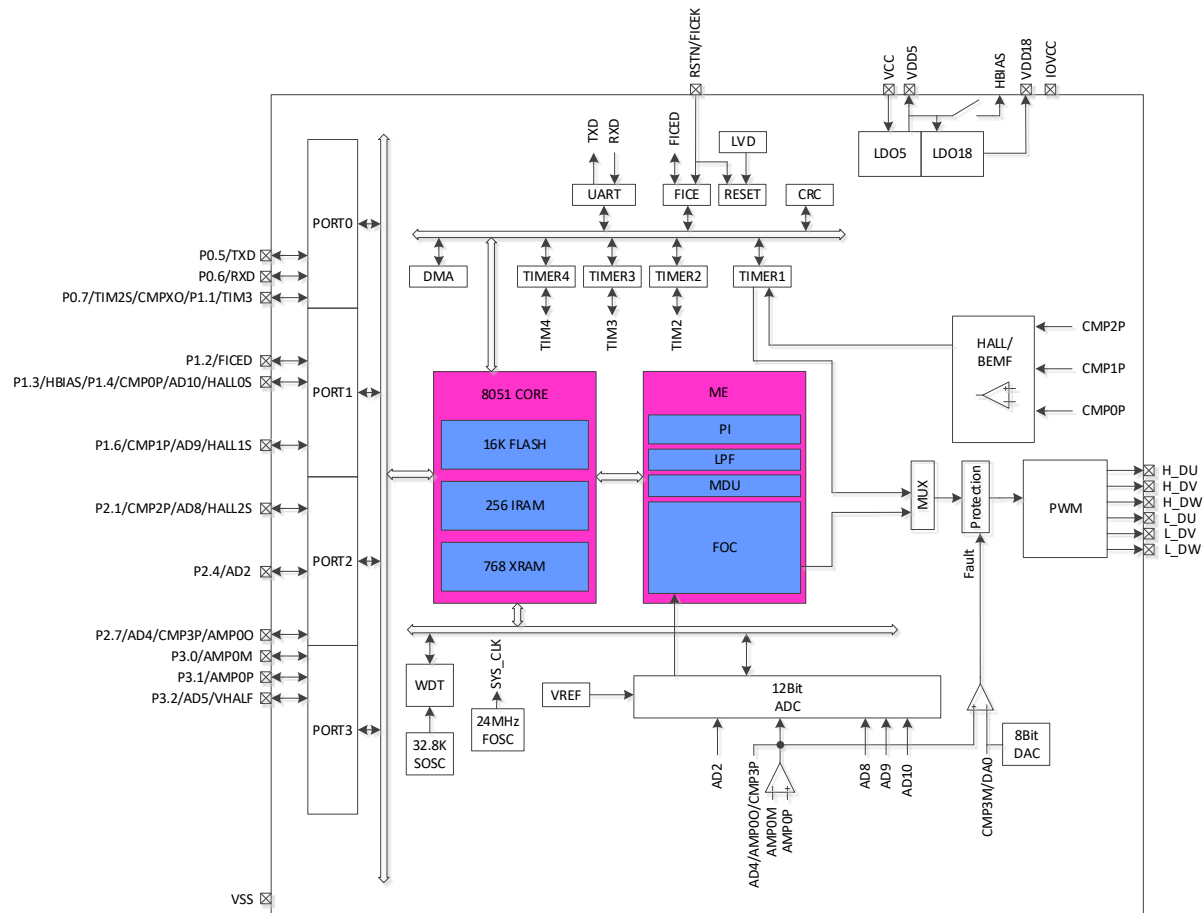 RSTN/FICEK
VCC
VDD5
HBIAS
VDD18
IOVCC
TXD
RXD
FICED
LVD
LDO5
LDO18
UART
FICE
RESET
CRC
PORT0
P0.5/TXD
P0.6/RXD
P0.7/TIM2S/CMPXO/P1.1/TIM3
DMA
TIMER4
TIMER3
TIMER2
TIMER1
TIM4
TIM3
TIM2
HALL/
BEMF
CMP2P
CMP1P
CMP0P
P1.2/FICED
P1.3/HBIAS/P1.4/CMP0P/AD10/HALL0S
PORT1
P1.6/CMP1P/AD9/HALL1S
8051 CORE
16K FLASH
256 IRAM
768 XRAM
ME
PI
LPF
MDU
FOC
MUX
Protection
Fault
PWM
H_DU
H_DV
H_DW
L_DU
L_DV
L_DW
P2.1/CMP2P/AD8/HALL2S
PORT2
P2.4/AD2
P2.7/AD4/CMP3P/AMP0O
P3.0/AMP0M
P3.1/AMP0P
P3.2/AD5/VHALF
PORT3
WDT
SYS_CLK
32.8K
SOSC
24MHz
FOSC
VREF
12Bit
ADC
AD2
AD4/AMP0O/CMP3P
AMP0M
AMP0P
AD8
AD9
AD10
CMP3M/DA0
8Bit
DAC
VSS